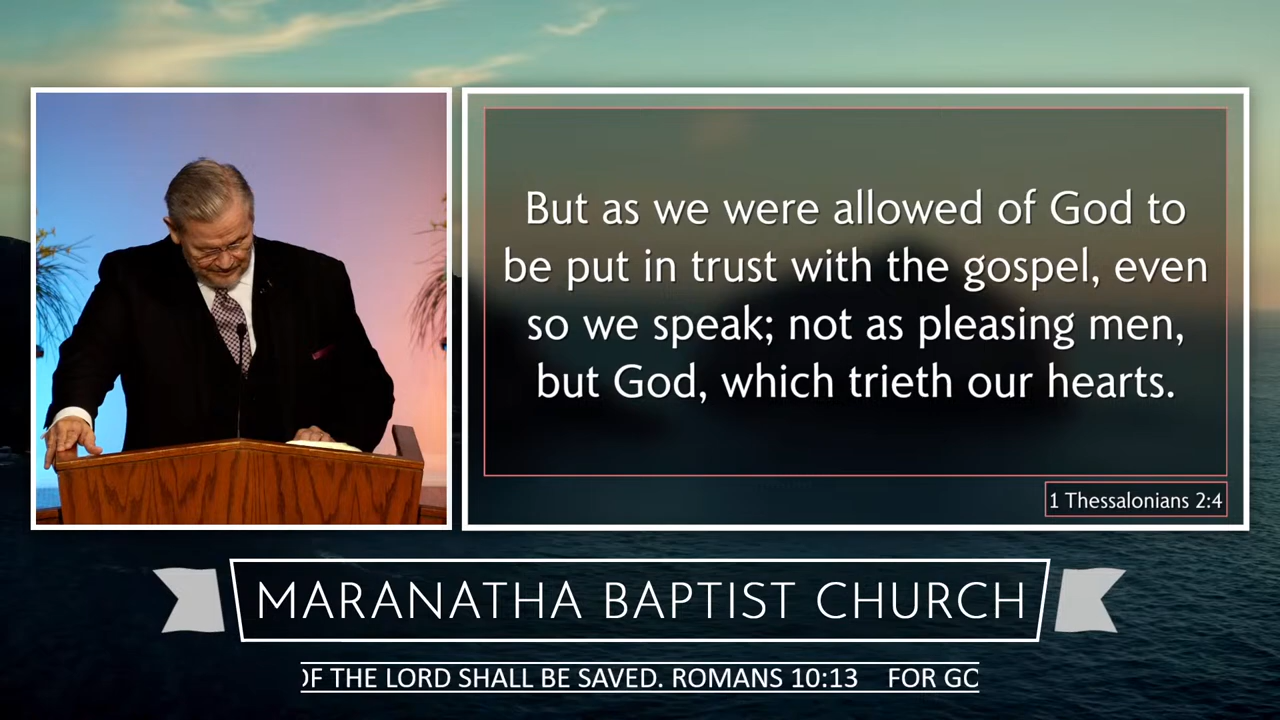 But as we were allowed of God to
be put in trust with the gospel, even
so we speak; not as pleasing men,
but God, which trieth our hearts.
1 Thessalonians 2:4
MARANATHA BAPTIST CHURCH
OF THE LORD SHALL BE SAVED. ROMANS 10:13 FOR